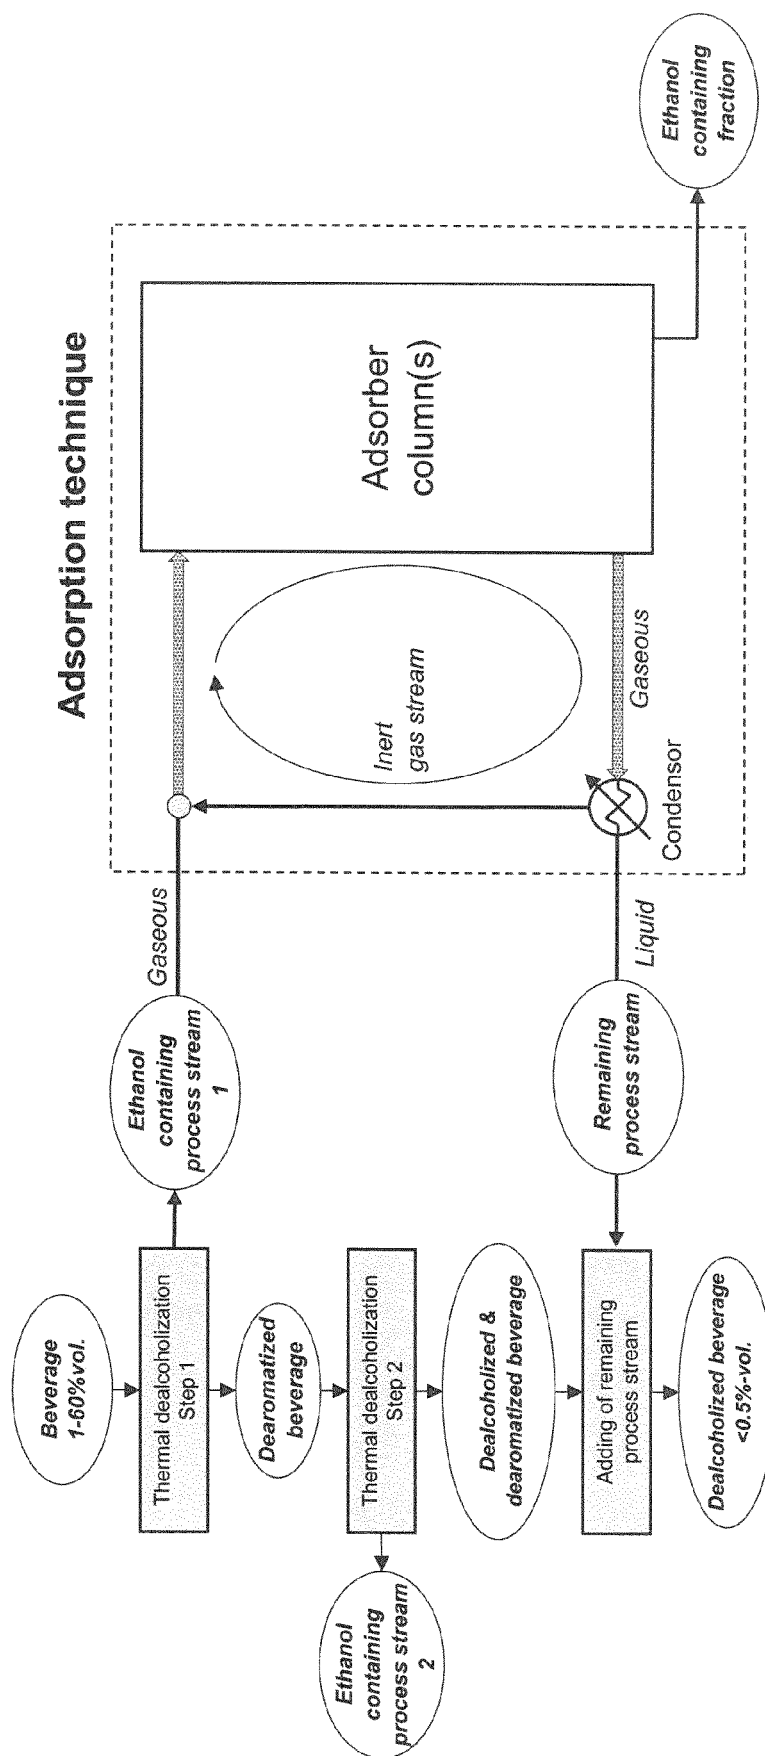 Adsorption technique
Beverage
1-60%vol.
Thermal dealcoholization
Step 1
Ethanol
containing
process stream
1
Gaseous
Dearomatized
beverage
Thermal dealcoholization
Step 2
Ethanol
containing
process stream
2
Dealcoholized &
dearomatized beverage
Adding of remaining
process stream
Dealcoholized beverage
<0.5%-vol.
Remaining
process stream
Liquid
Condensor
Gaseous
Inert
gas stream
Adsorber
column(s)
Ethanol
containing
fraction